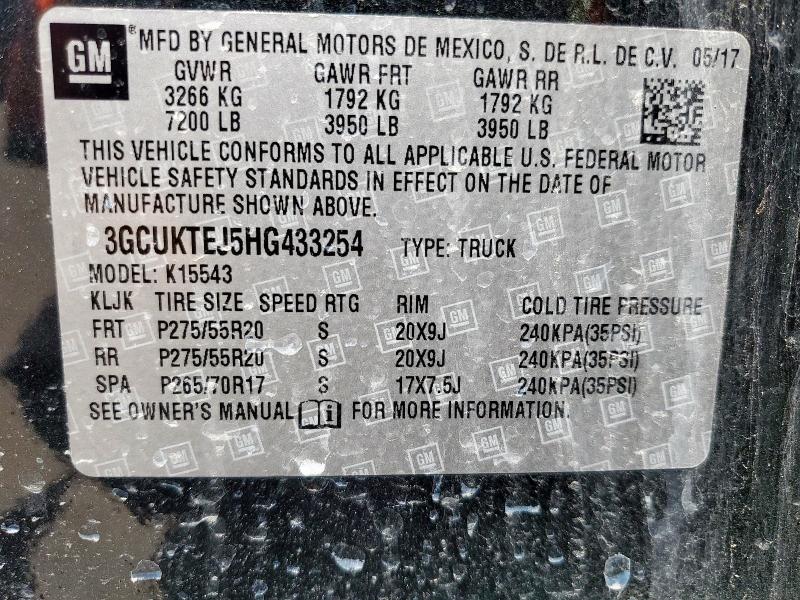 GM ® MFD BY GENERAL MOTORS DE MEXICO, S. DE R.L. DE C.V. 05/17
GVWR GAWR FRT GAWR RR
3266 KG 1792 KG 1792 KG
7200 LB 3950 LB 3950 LB
THIS VEHICLE CONFORMS TO ALL APPLICABLE U.S. FEDERAL MOTOR
VEHICLE SAFETY STANDARDS IN EFFECT ON THE DATE OF
MANUFACTURE SHOWN ABOVE.
3GCUKTEJ5HG433254 TYPE: TRUCK
MODEL: K15543
KLJK TIRE SIZE SPEED RTG RIM COLD TIRE PRESSURE
FRT P275/55R20 S 20X9J 240KPA(35PSI)
RR P275/55R20 S 20X9J 240KPA(35PSI)
SPA P265/70R17 S 17X7.5J 240KPA(35PSI)
SEE OWNER'S MANUAL FOR MORE INFORMATION.